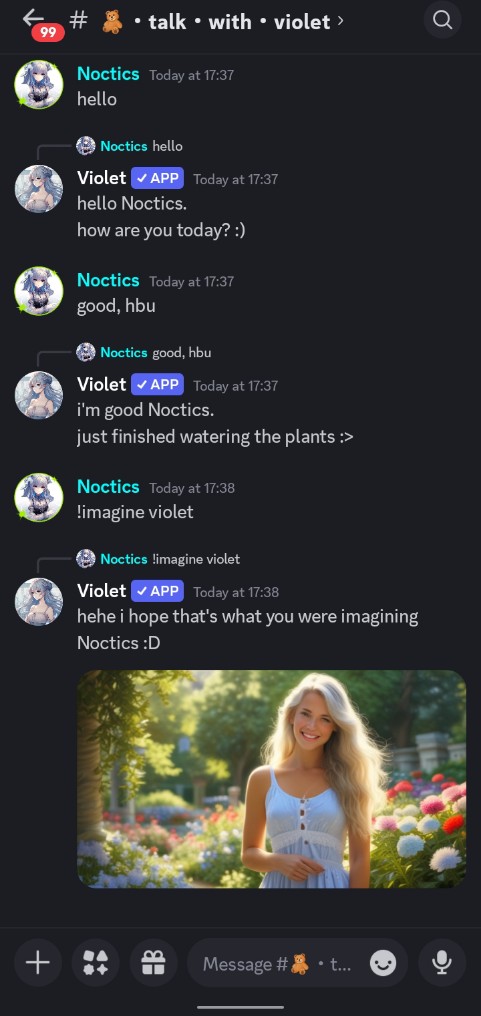 99
# 🧸 • talk • with • violet ›
Noctics Today at 17:37
hello
Noctics hello
Violet ✓ APP Today at 17:37
hello Noctics.
how are you today? :)
Noctics Today at 17:37
good, hbu
Noctics good, hbu
Violet ✓ APP Today at 17:37
i'm good Noctics.
just finished watering the plants :>
Noctics Today at 17:38
!imagine violet
Noctics !imagine violet
Violet ✓ APP Today at 17:38
hehe i hope that's what you were imagining
Noctics :D
Message #🧸 • t...